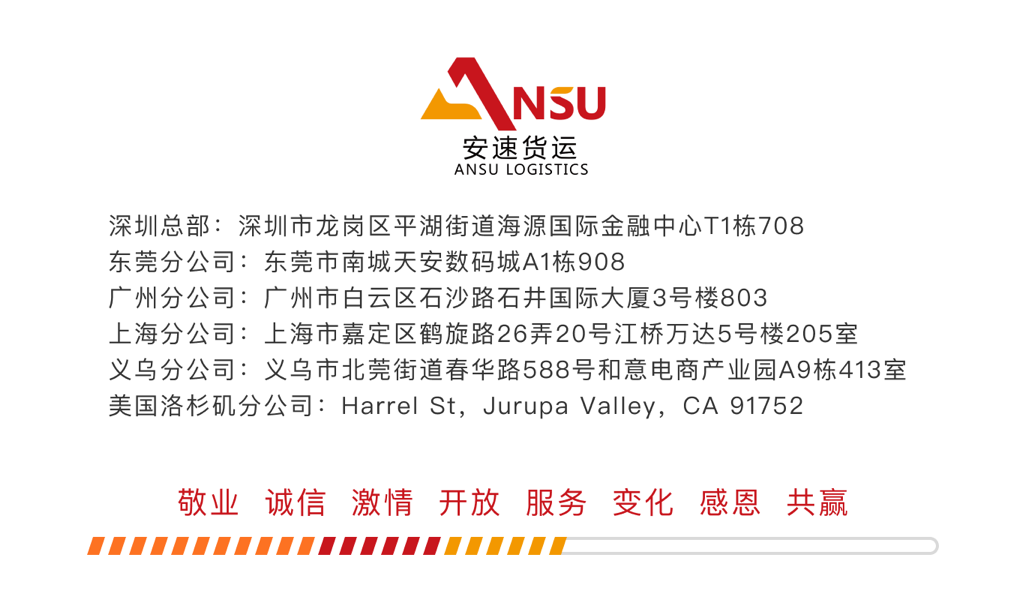 ANSU
安速货运
ANSU LOGISTICS
深圳总部：深圳市龙岗区平湖街道海源国际金融中心T1栋708
东莞分公司：东莞市南城天安数码城A1栋908
广州分公司：广州市白云区石沙路石井国际大厦3号楼803
上海分公司：上海市嘉定区鹤旋路26弄20号江桥万达5号楼205室
义乌分公司：义乌市北莞街道春华路588号和意电商产业园A9栋413室
美国洛杉矶分公司：Harrel St，Jurupa Valley，CA 91752
敬业 诚信 激情 开放 服务 变化 感恩 共赢